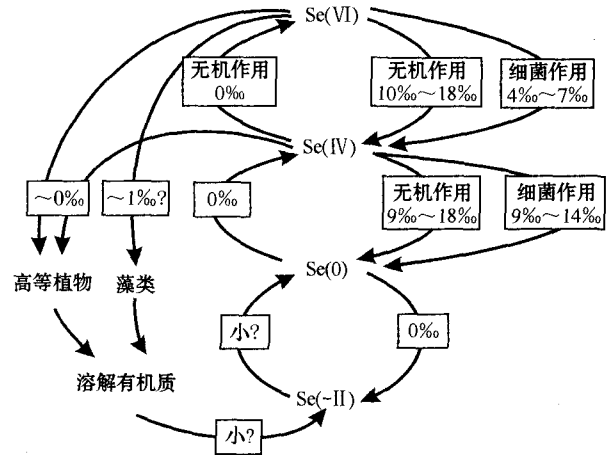 Se(Ⅵ)
无机作用
0‰
无机作用
10‰～18‰
细菌作用
4‰～7‰
Se(Ⅳ)
～0‰
～1‰?
0‰
无机作用
9‰～18‰
细菌作用
9‰～14‰
高等植物
藻类
Se(0)
小?
0‰
溶解有机质
Se(-Ⅱ)
小?